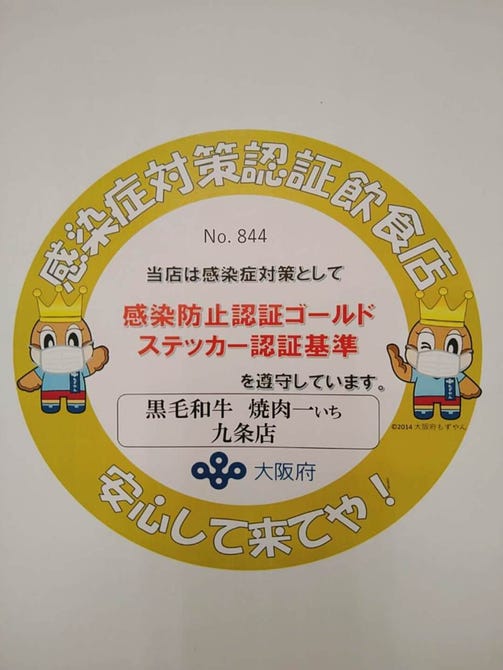 感染症対策認証飲食店
No. 844
当店は感染症対策として
感染防止認証ゴールド
ステッカー認証基準
を遵守しています。
黒毛和牛 焼肉一いち
九条店
大阪府
©2014 大阪府もずやん
安心して来てや！